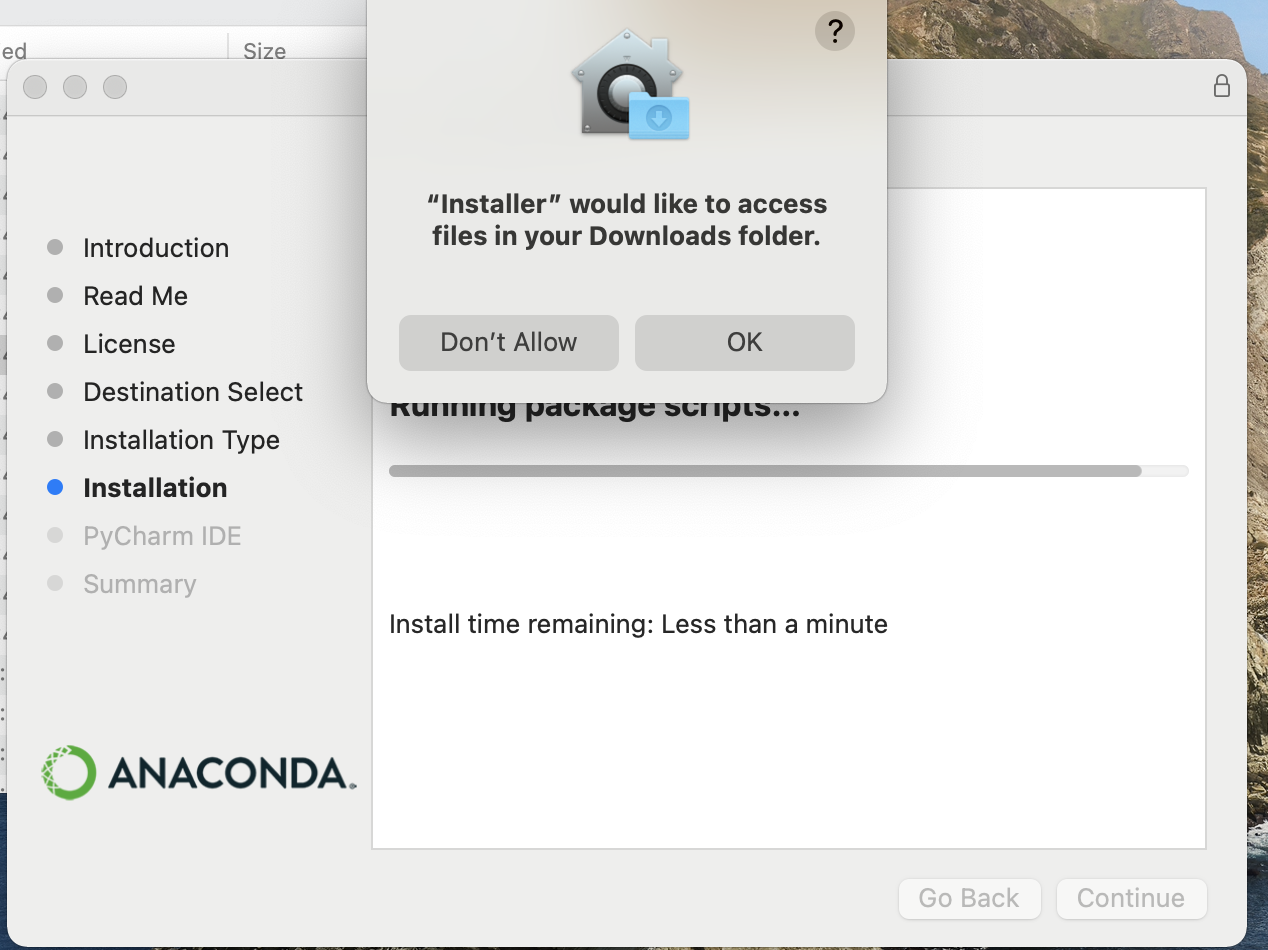 ed
Size
?
“Installer” would like to access
files in your Downloads folder.
Don’t Allow
OK
Introduction
Read Me
License
Destination Select
Installation Type
Installation
PyCharm IDE
Summary
ANACONDA.
Running package scripts...
Install time remaining: Less than a minute
Go Back
Continue